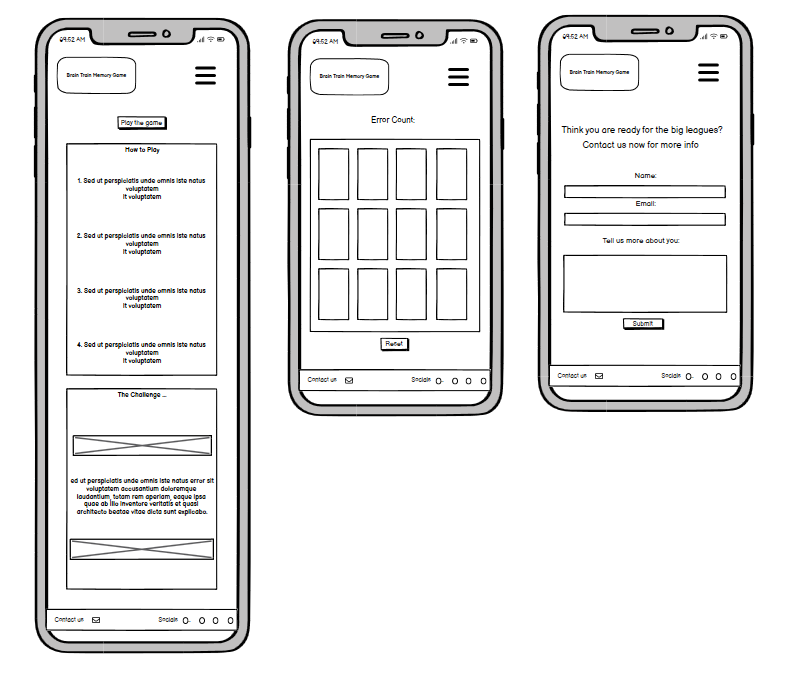 09:52 AM
Brain Train Memory Game
Play the game
How to Play
1. Sed ut perspiciatis unde omnis iste natus
voluptatem
it voluptatem
2. Sed ut perspiciatis unde omnis iste natus
voluptatem
it voluptatem
3. Sed ut perspiciatis unde omnis iste natus
voluptatem
it voluptatem
4. Sed ut perspiciatis unde omnis iste natus
voluptatem
it voluptatem
The Challenge ...
ed ut perspiciatis unde omnis iste natus error sit
voluptatem accusantium doloremque
laudantium, totam rem aperiam, eaque ipsa
quae ab illo inventore veritatis et quasi
architecto beatae vitae dicta sunt explicabo.
Contact us
Socials
09:52 AM
Brain Train Memory Game
Error Count:
Reset
Contact us
Socials
09:52 AM
Brain Train Memory Game
Think you are ready for the big leagues?
Contact us now for more info
Name:
Email:
Tell us more about you:
Submit
Contact us
Socials